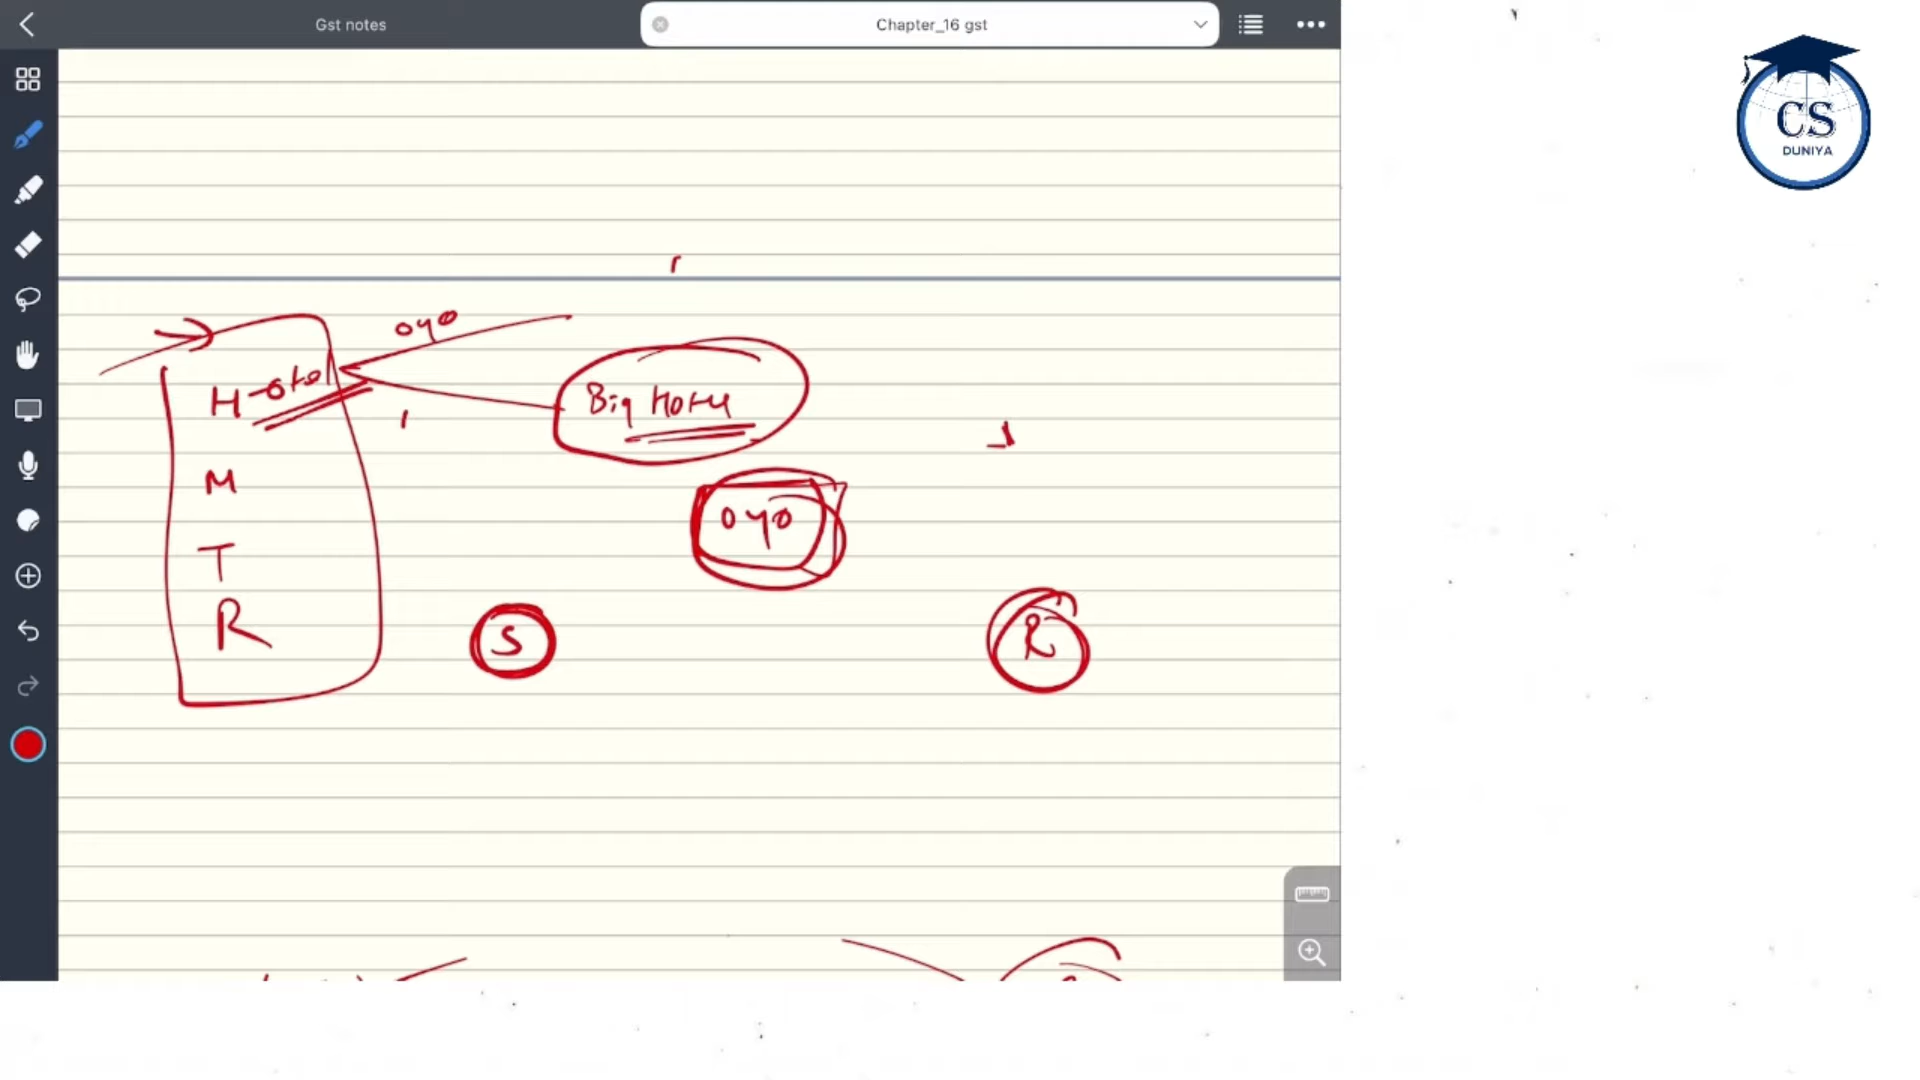 Gst notes
Chapter_16 gst
CS
DUNIYA
oyo
Hotel
Big Hotel
M
oyo
T
R
S
R